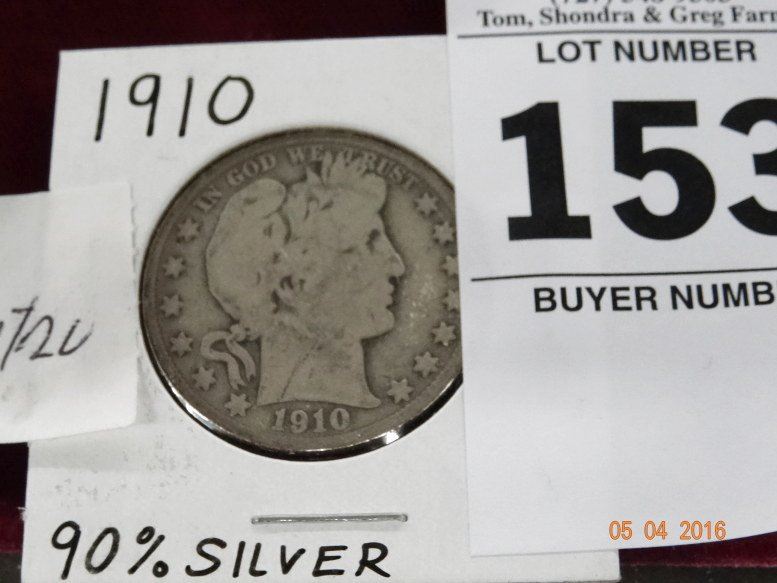 Tom, Shondra & Greg Farn
LOT NUMBER
153
BUYER NUMB
1910
IN GOD WE TRUST
1910
90% SILVER
05 04 2016